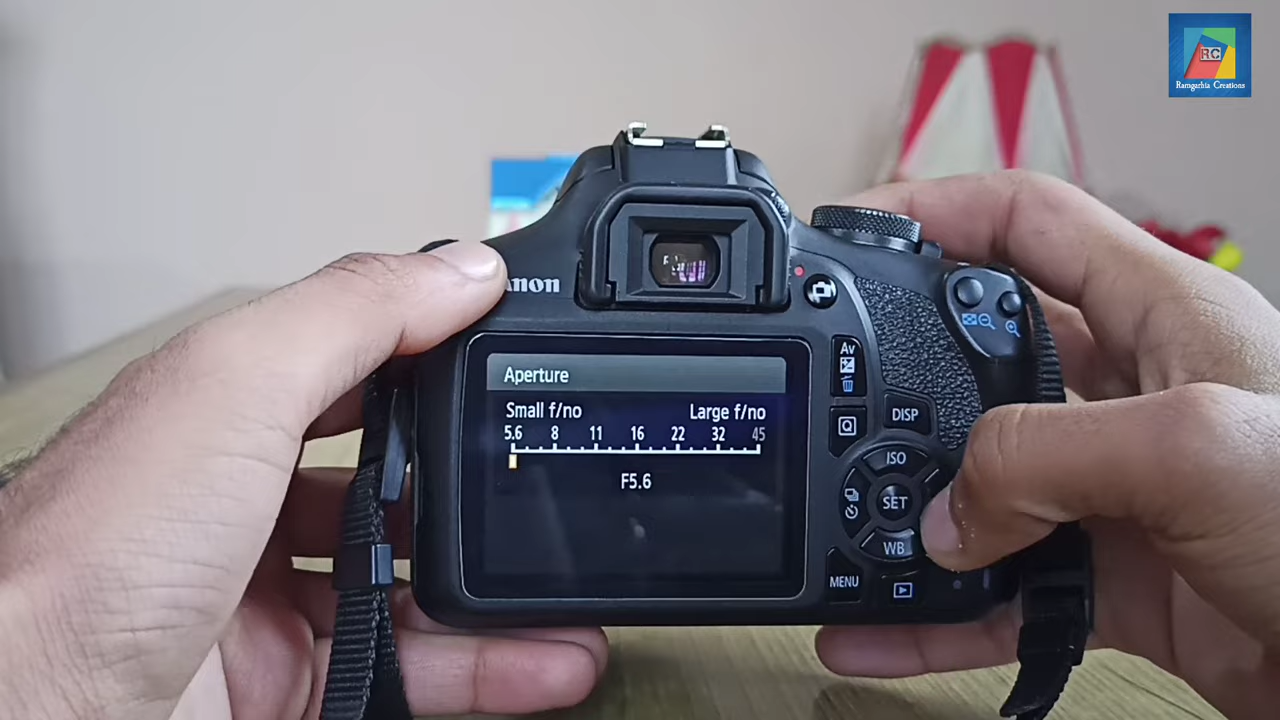 RC
Ramgarhia Creations
anon
Aperture
Small f/no Large f/no
5.6 8 11 16 22 32 45
F5.6
Av
Q
DISP
ISO
SET
WB
MENU